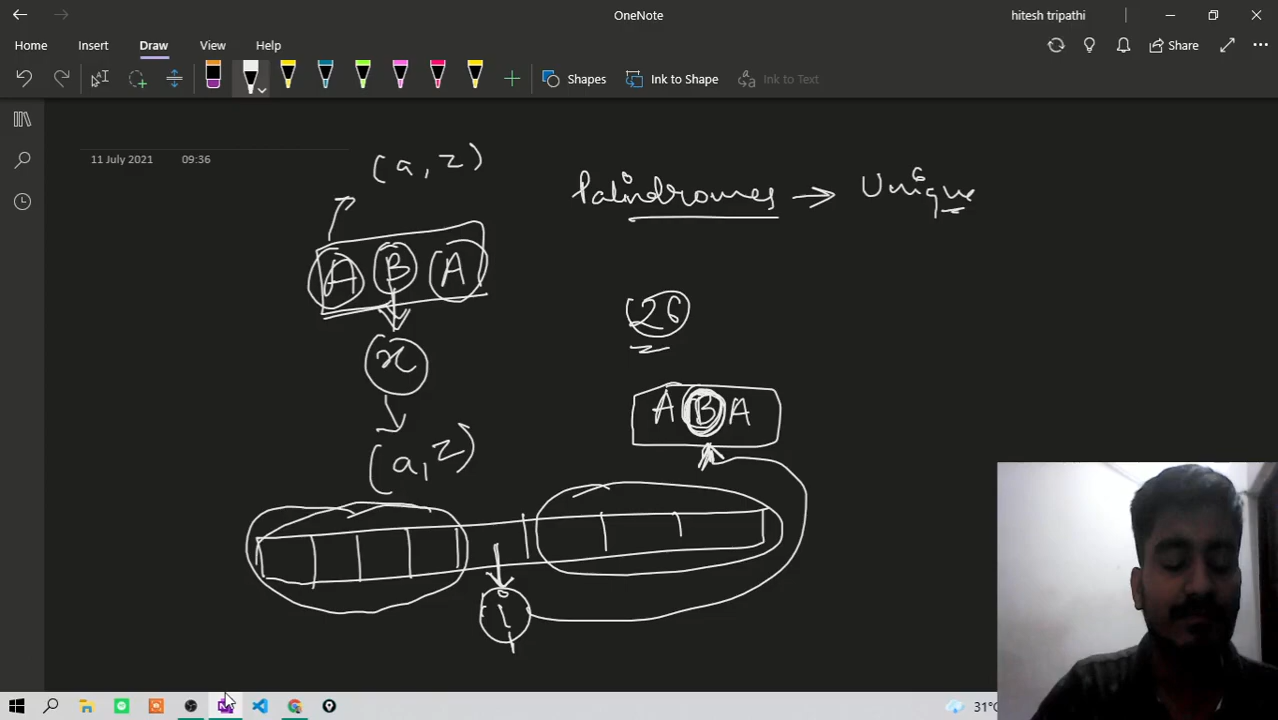 OneNote
hitesh tripathi
Home Insert Draw View Help
Share
Shapes
Ink to Shape
Ink to Text
11 July 2021 09:36
(a, z)
Palindromes → Unique
A B A
26
x
A B A
(a, z)
i
31°C